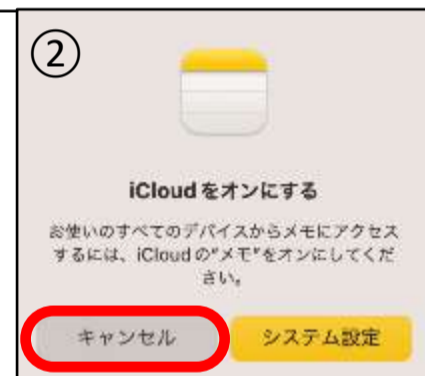 ②
iCloudをオンにする
お使いのすべてのデバイスからメモにアクセス
するには、iCloudの"メモ"をオンにしてくだ
さい。
キャンセル
システム設定